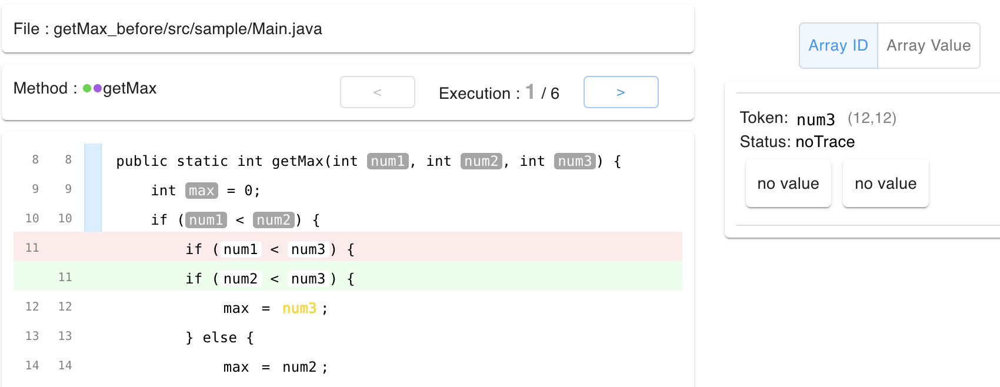 File : getMax_before/src/sample/Main.java
Method : getMax
< Execution : 1 / 6 >
8 8 public static int getMax(int num1, int num2, int num3) {
9 9 int max = 0;
10 10 if (num1 < num2) {
11 if (num1 < num3) {
11 if (num2 < num3) {
12 12 max = num3;
13 13 } else {
14 14 max = num2;
Array ID Array Value
Token: num3 (12,12)
Status: noTrace
no value no value